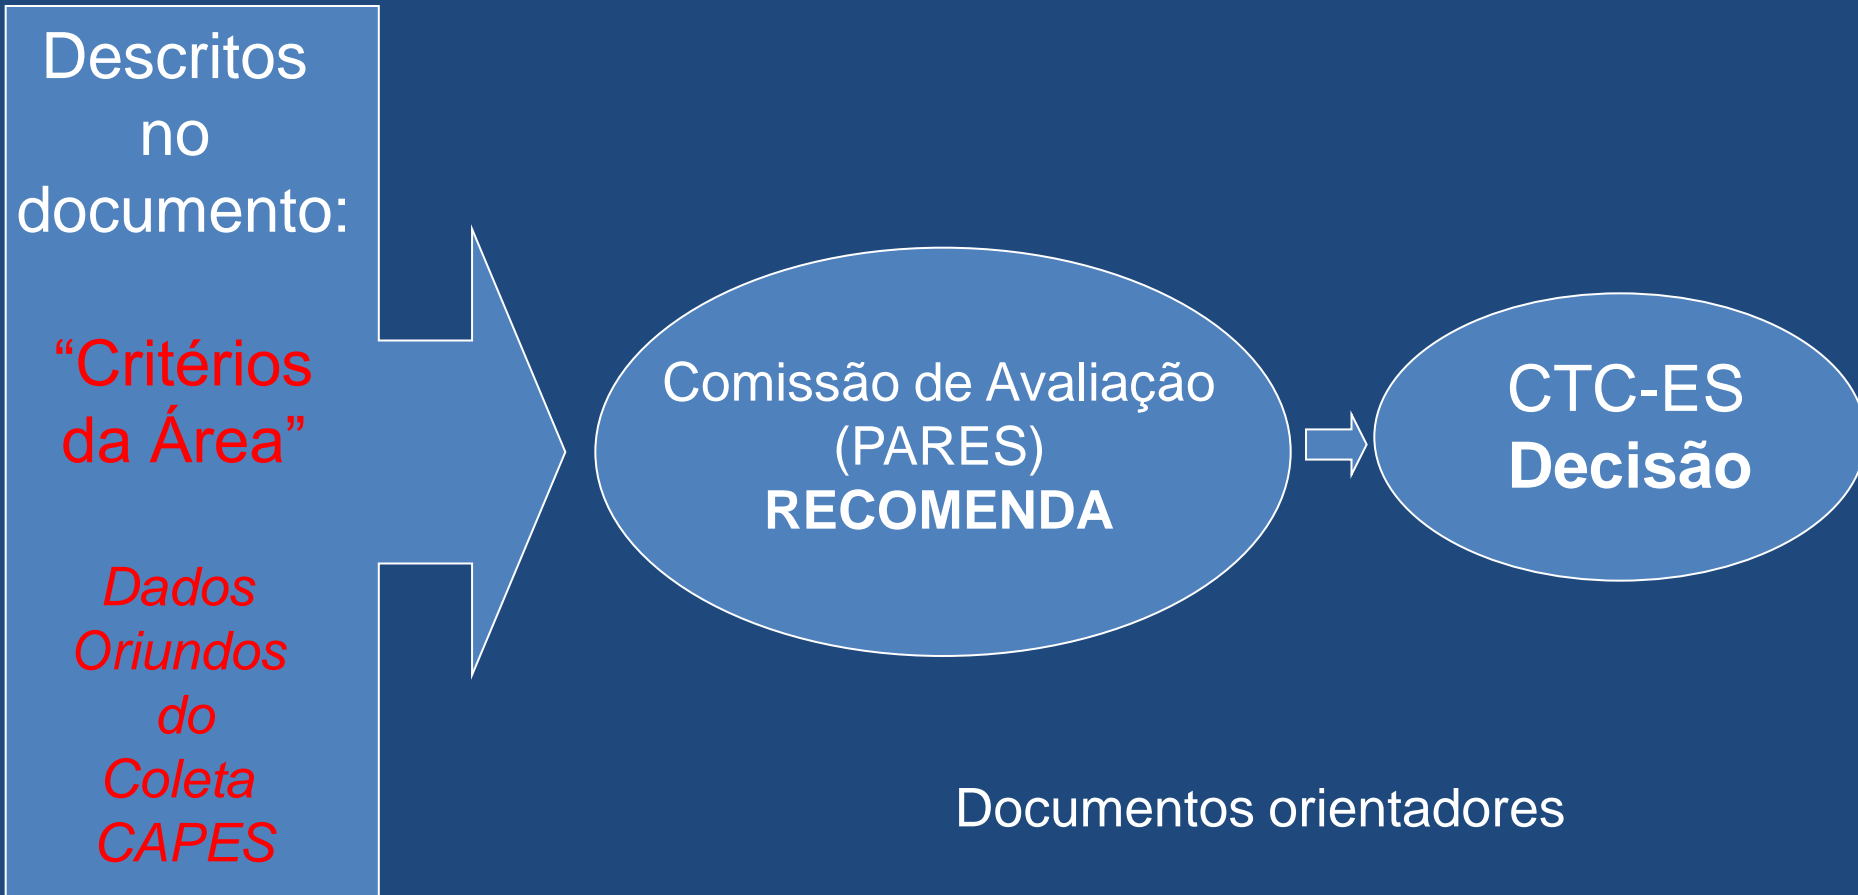 Descritos
no
documento:
“Critérios
da Área”
Dados
Oriundos
do
Coleta
CAPES
Comissão de Avaliação
(PARES)
RECOMENDA
CTC-ES
Decisão
Documentos orientadores